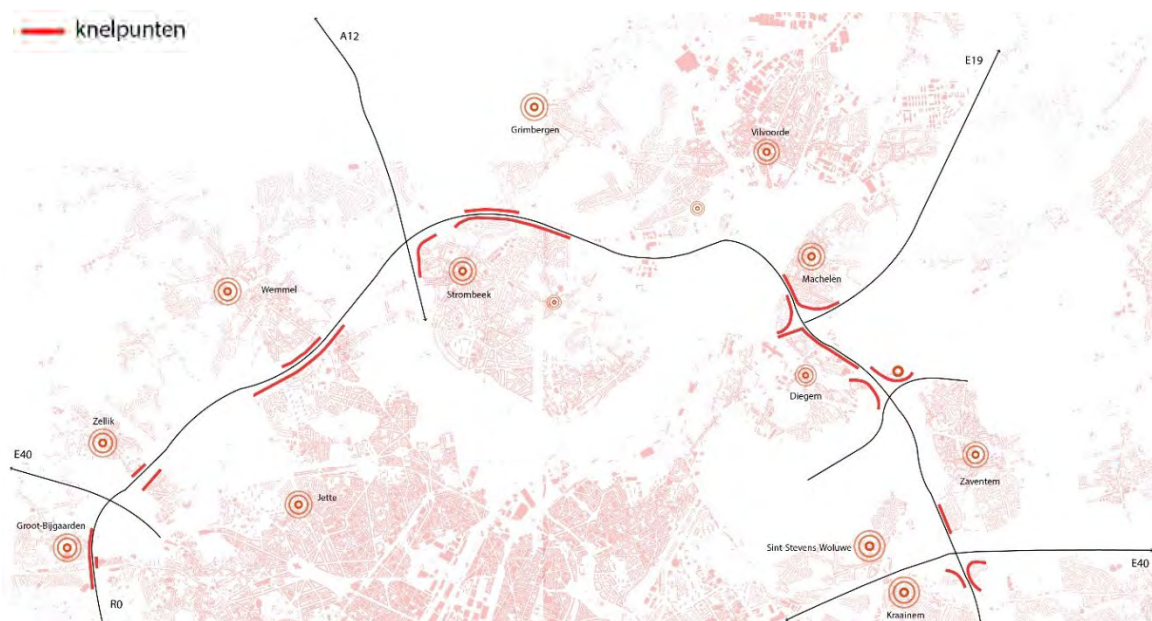 knelpunten
A12
E19
Grimbergen
Vilvoorde
Machelen
Strombeek
Wemmel
Diegem
Zellik
E40
Zaventem
Jette
Groot-Bijgaarden
Sint-Stevens-Woluwe
E40
R0
Kraainem